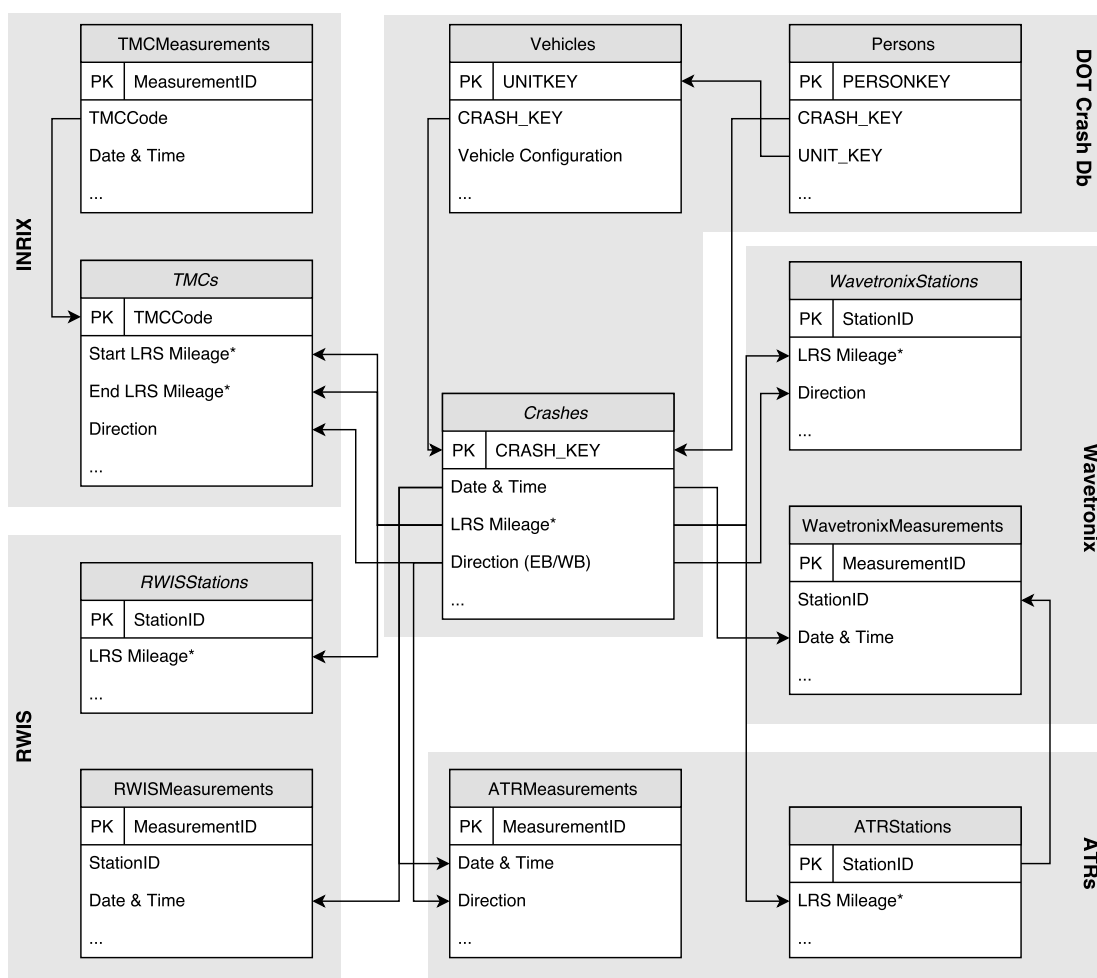 INRIX
TMCMeasurements
PK MeasurementID
TMCCode
Date & Time
...
TMCs
PK TMCCode
Start LRS Mileage*
End LRS Mileage*
Direction
...
DOT Crash Db
Vehicles
PK UNITKEY
CRASH_KEY
Vehicle Configuration
...
Persons
PK PERSONKEY
CRASH_KEY
UNIT_KEY
...
Crashes
PK CRASH_KEY
Date & Time
LRS Mileage*
Direction (EB/WB)
...
Wavetronix
WavetronixStations
PK StationID
LRS Mileage*
Direction
...
WavetronixMeasurements
PK MeasurementID
StationID
Date & Time
...
RWIS
RWISStations
PK StationID
LRS Mileage*
...
RWISMeasurements
PK MeasurementID
StationID
Date & Time
...
ATRs
ATRMeasurements
PK MeasurementID
Date & Time
Direction
...
ATRStations
PK StationID
LRS Mileage*
...